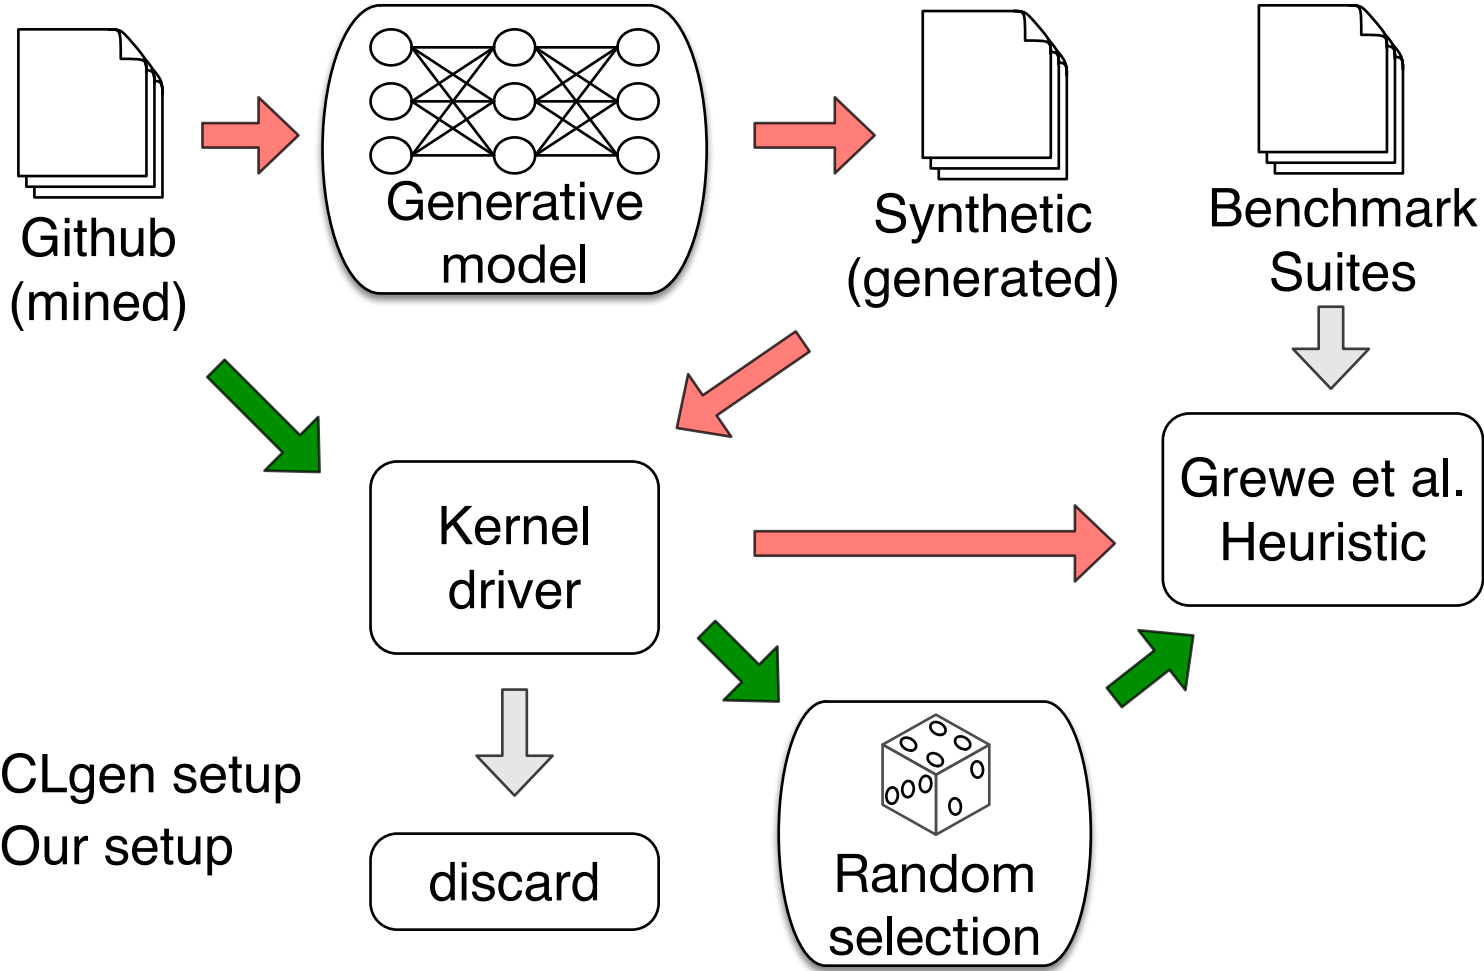 Github
(mined)
Generative
model
Synthetic
(generated)
Benchmark
Suites
Kernel
driver
Grewe et al.
Heuristic
CLgen setup
Our setup
discard
Random
selection